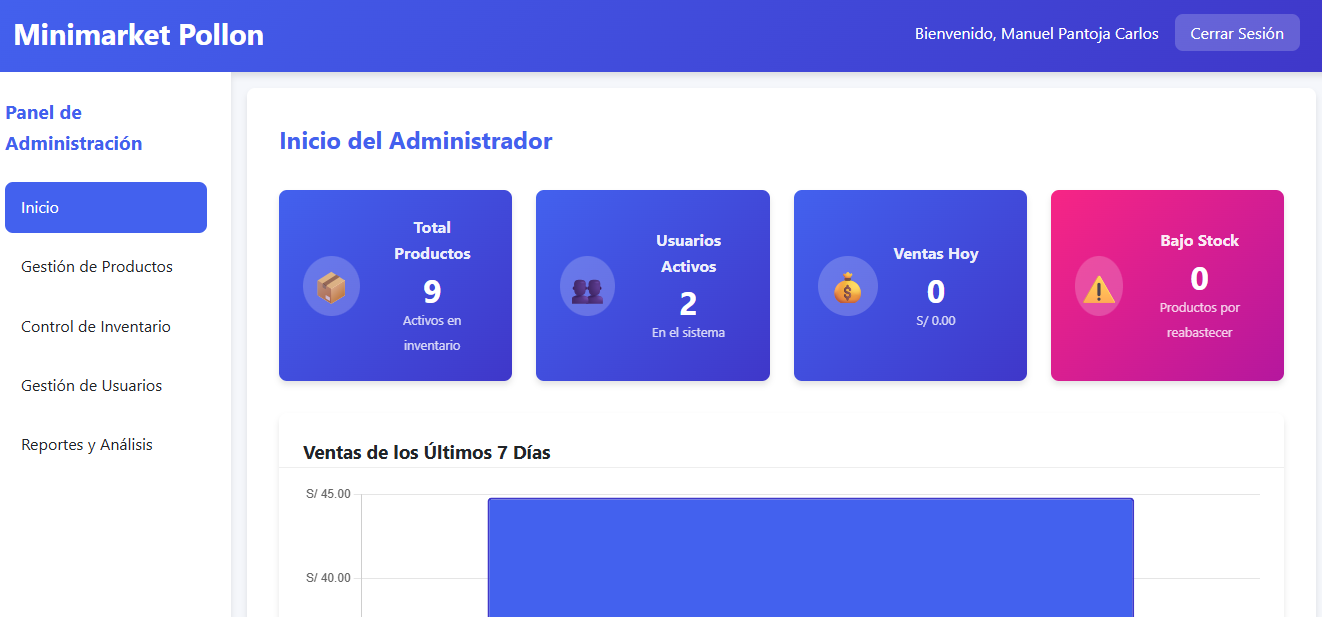 Minimarket Pollon
Bienvenido, Manuel Pantoja Carlos
Cerrar Sesión
Panel de
Administración
Inicio
Gestión de Productos
Control de Inventario
Gestión de Usuarios
Reportes y Análisis
Inicio del Administrador
Total
Productos
9
Activos en
inventario
Usuarios
Activos
2
En el sistema
Ventas Hoy
0
S/ 0.00
Bajo Stock
0
Productos por
reabastecer
Ventas de los Últimos 7 Días
S/ 45.00
S/ 40.00